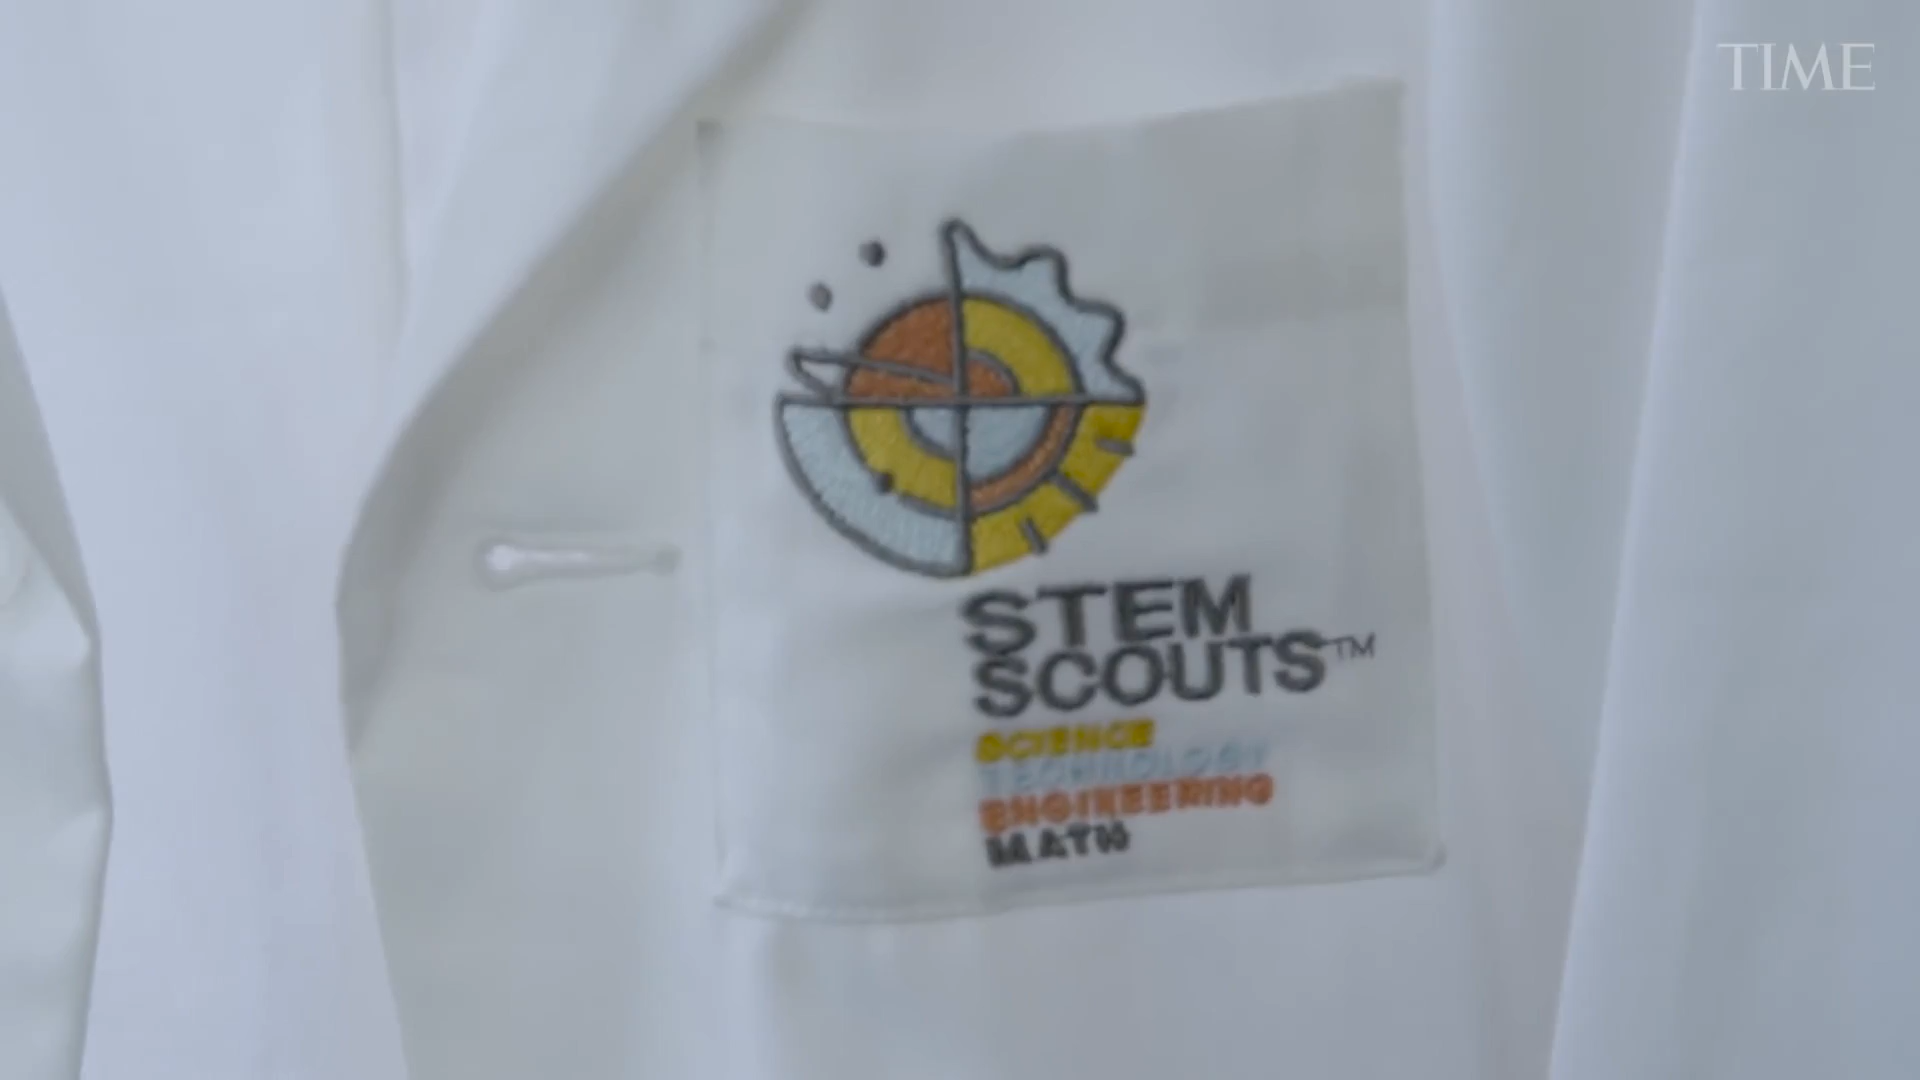 TIME
STEM
SCOUTS™
SCIENCE
TECHNOLOGY
ENGINEERING
MATH